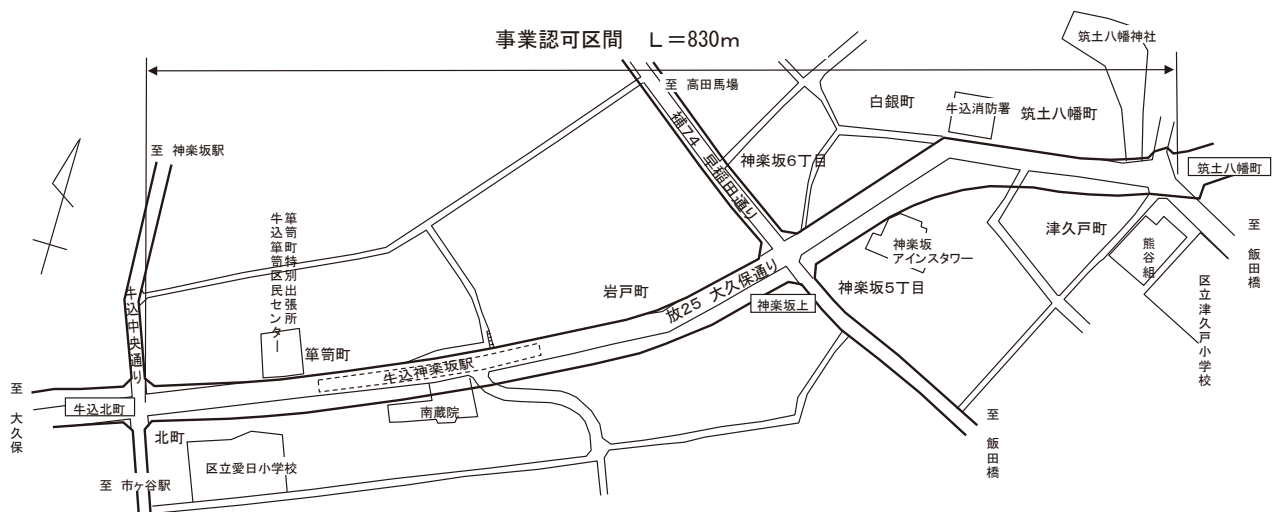 事業認可区間　Ｌ＝830ｍ
筑土八幡神社
至 高田馬場
白銀町
牛込消防署
筑土八幡町
補74 早稲田通り
神楽坂6丁目
至 神楽坂駅
筑土八幡町
箪笥町特別出張所
牛込箪笥区民センター
津久戸町
熊谷組
至 飯田橋
神楽坂
アインスタワー
牛込中央通り
岩戸町
放25 大久保通り
神楽坂上
神楽坂5丁目
区立津久戸小学校
箪笥町
牛込神楽坂駅
至 大久保
牛込北町
南蔵院
至 飯田橋
北町
区立愛日小学校
至 市ヶ谷駅